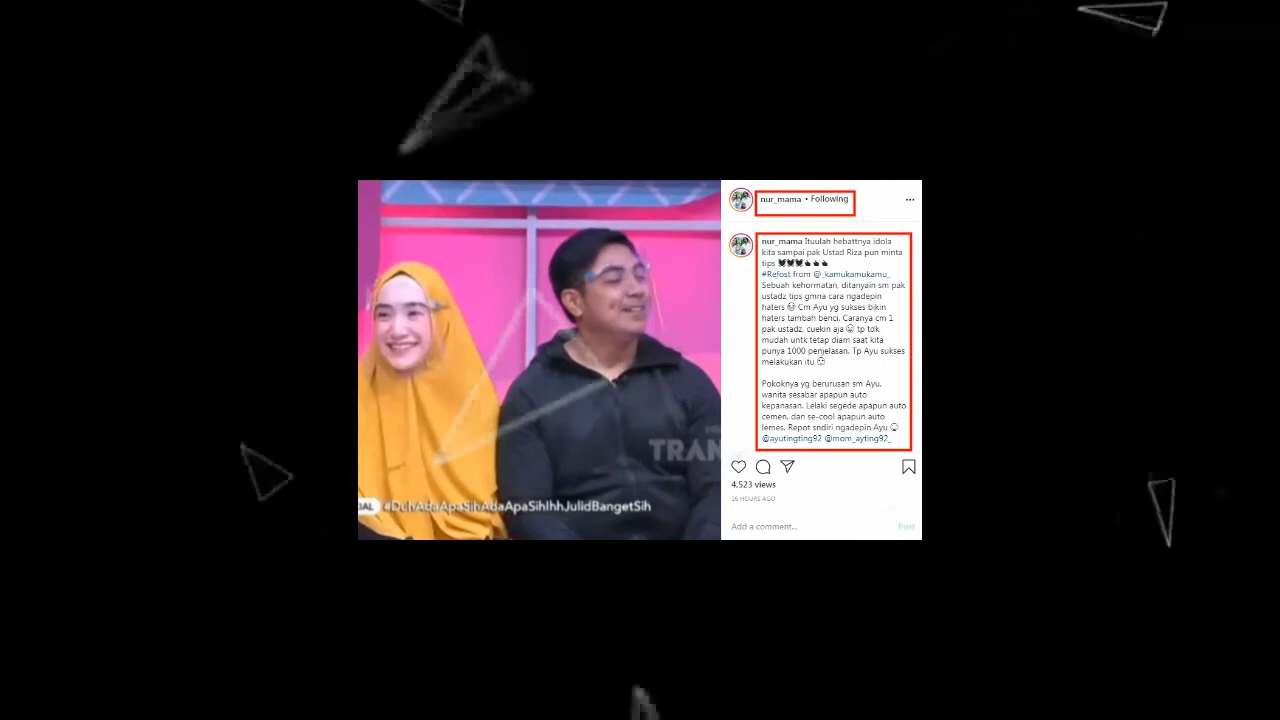 nur_mama • Following
nur_mama Ituulah hebattnya idola
kita sampai pak Ustad Riza pun minta
tips
#Refost from @_kamukamukamu_
Sebuah kehormatan, ditanyain sm pak
ustadz tips gmna cara ngadepin
haters 😂 Cm Ayu yg sukses bikin
haters tambah benci. Caranya cm 1
pak ustadz, cuekin aja 😛 tp tdk
mudah untk tetap diam saat kita
punya 1000 penjelasan. Tp Ayu sukses
melakukan itu 😊
Pokoknya yg berurusan sm Ayu,
wanita sesabar apapun auto
kepanasan. Lelaki segede apapun auto
cemen, dan se-cool apapun auto
lemes. Repot sndiri ngadepin Ayu
@ayutingting92 @mom_ayting92_
TRAN
IAL #DuhAdaApaSihAdaApaSihIhhJulidBangetSih
4,523 views
16 HOURS AGO
Add a comment...
Post